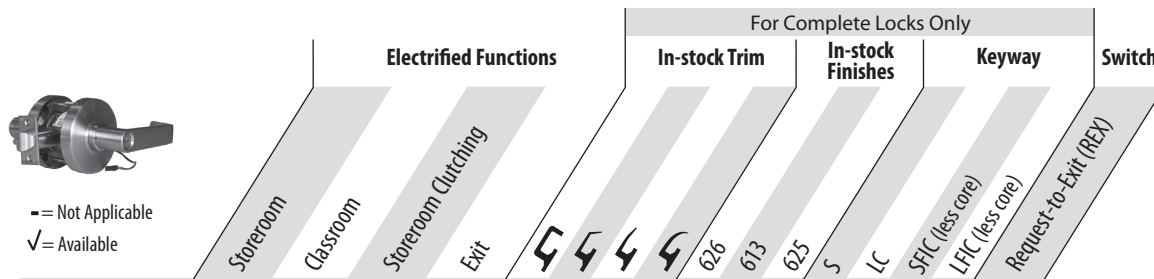 For Complete Locks Only
Electrified Functions
In-stock Trim
In-stock
Finishes
Keyway
Switch
- = Not Applicable
√ = Available
Storeroom
Classroom
Storeroom Clutching
Exit
626
613
625
S
LC
SFIC (less core)
LFIC (less core)
Request-to-Exit (REX)